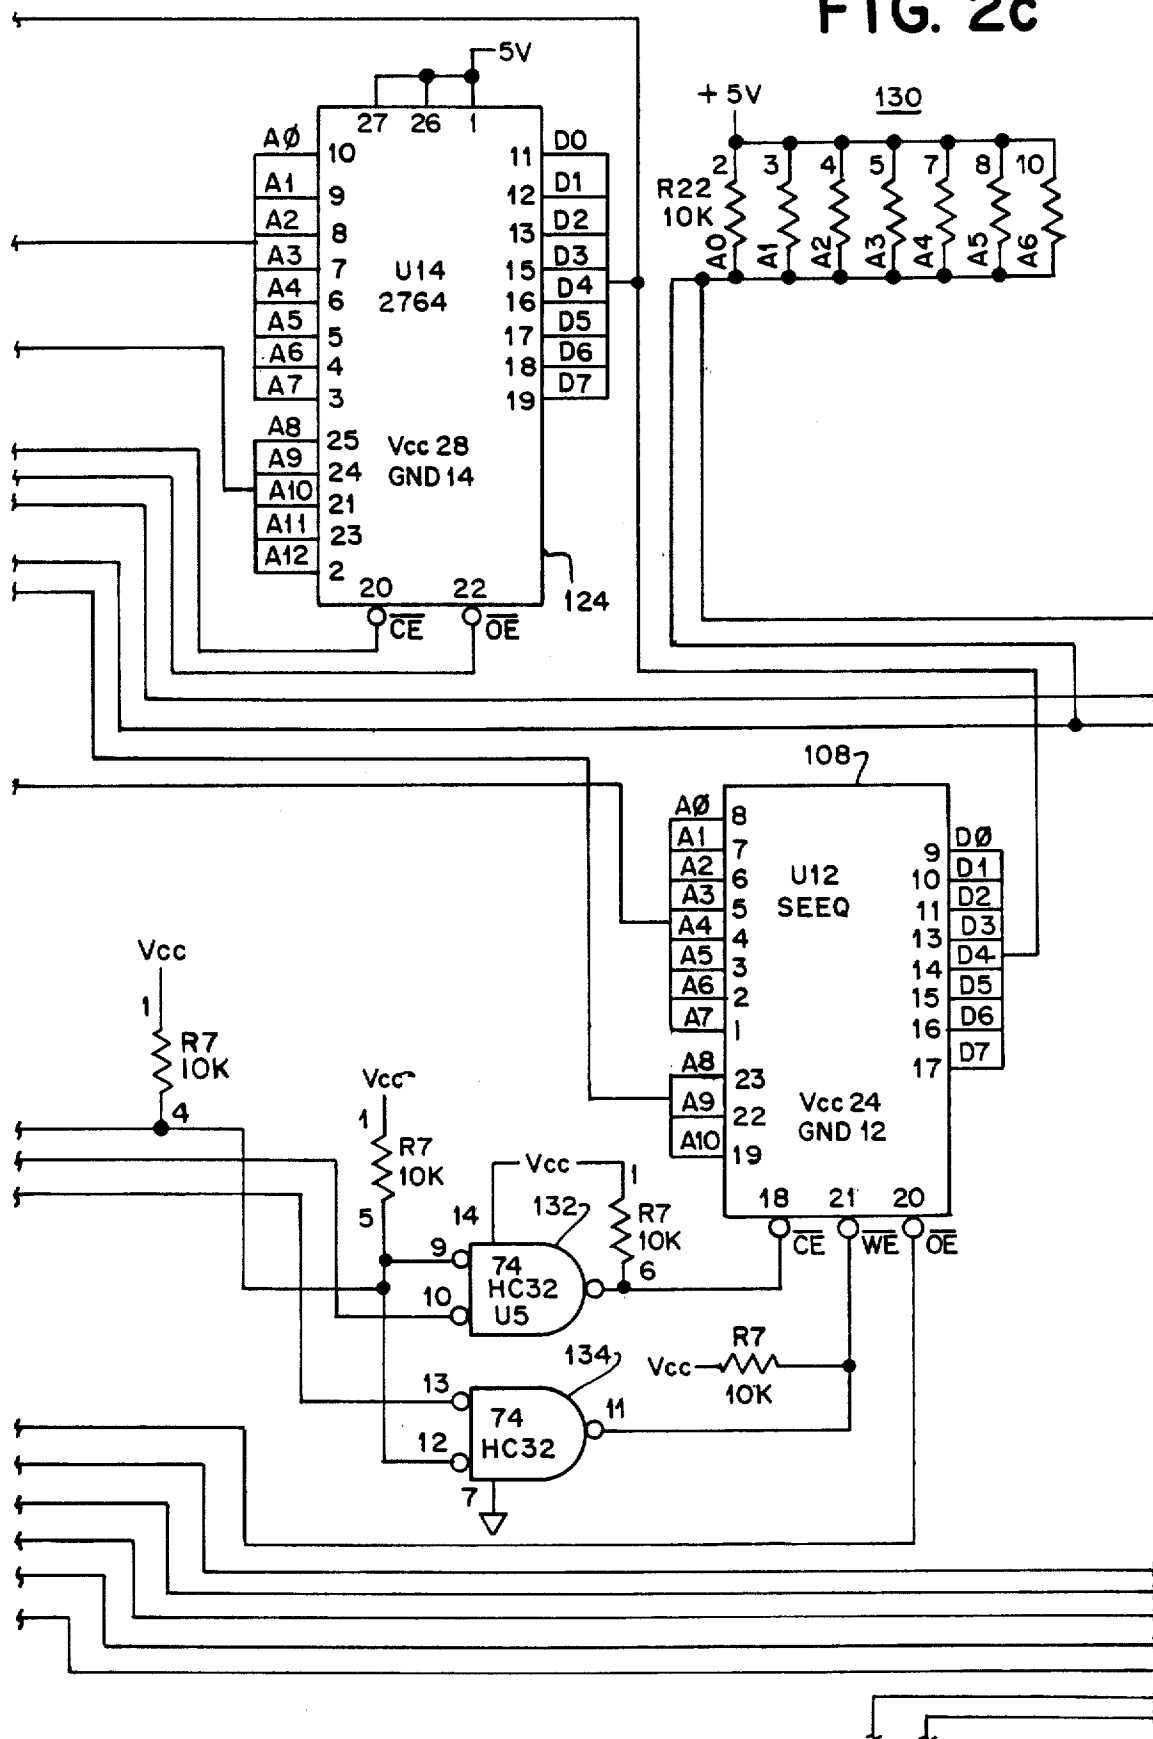 FIG. 2c
5V
27 26 1
AØ 10
A1 9
A2 8
A3 7
A4 6
A5 5
A6 4
A7 3
A8 25
A9 24
A10 21
A11 23
A12 2
U14
2764
Vcc 28
GND 14
11 D0
12 D1
13 D2
15 D3
16 D4
17 D5
18 D6
19 D7
20 22
CE OE
124
+5V
130
2 3 4 5 7 8 10
R22
10K
A0 A1 A2 A3 A4 A5 A6
108
AØ 8
A1 7
A2 6
A3 5
A4 4
A5 3
A6 2
A7 1
A8 23
A9 22
A10 19
U12
SEEQ
Vcc 24
GND 12
9 DØ
10 D1
11 D2
13 D3
14 D4
15 D5
16 D6
17 D7
18 21 20
CE WE OE
Vcc
1
R7
10K
4
Vcc
1
R7
10K
5
14
Vcc
1
132
R7
10K
6
9
10
74
HC32
U5
134
13
12
74
HC32
11
7
R7
Vcc
10K